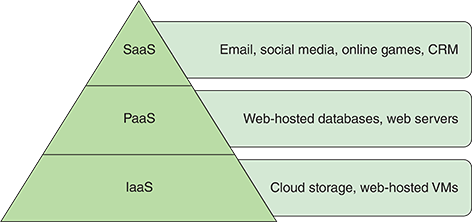 SaaS
Email, social media, online games, CRM
PaaS
Web-hosted databases, web servers
IaaS
Cloud storage, web-hosted VMs